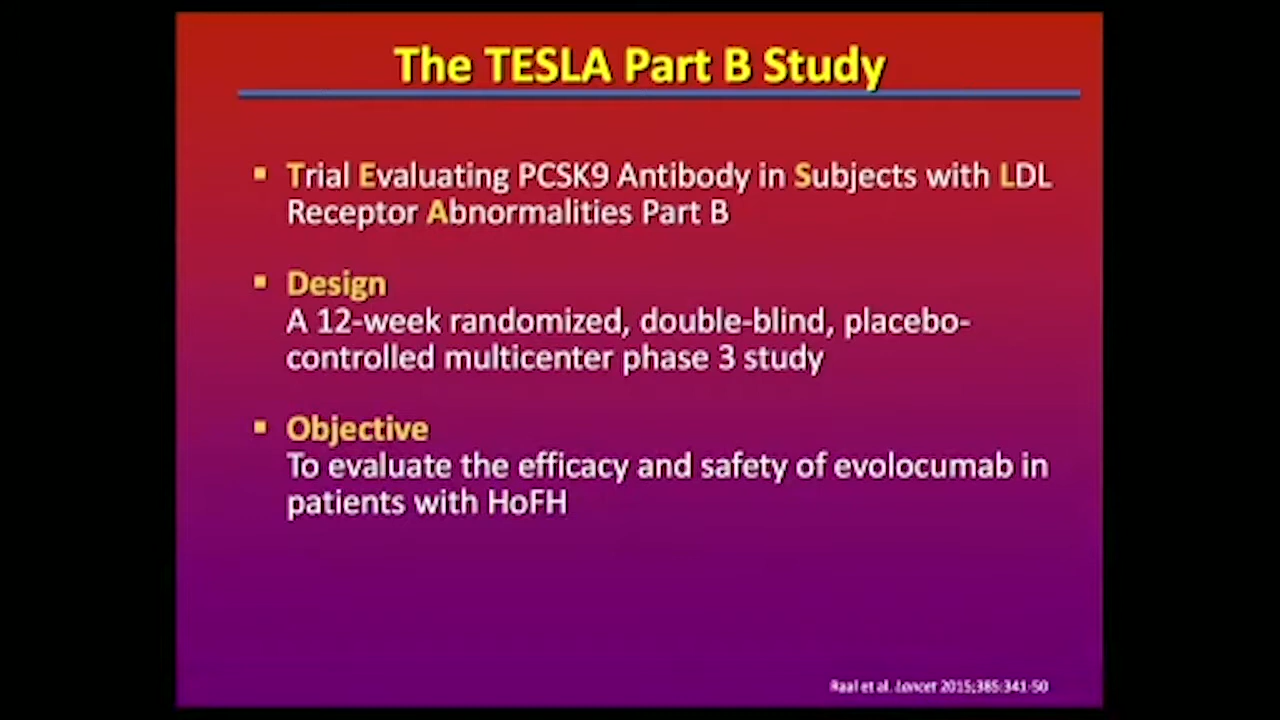 The TESLA Part B Study
▪ Trial Evaluating PCSK9 Antibody in Subjects with LDL
Receptor Abnormalities Part B
▪ Design
A 12-week randomized, double-blind, placebo-
controlled multicenter phase 3 study
▪ Objective
To evaluate the efficacy and safety of evolocumab in
patients with HoFH
Raal et al. Lancet 2015;385:341-50